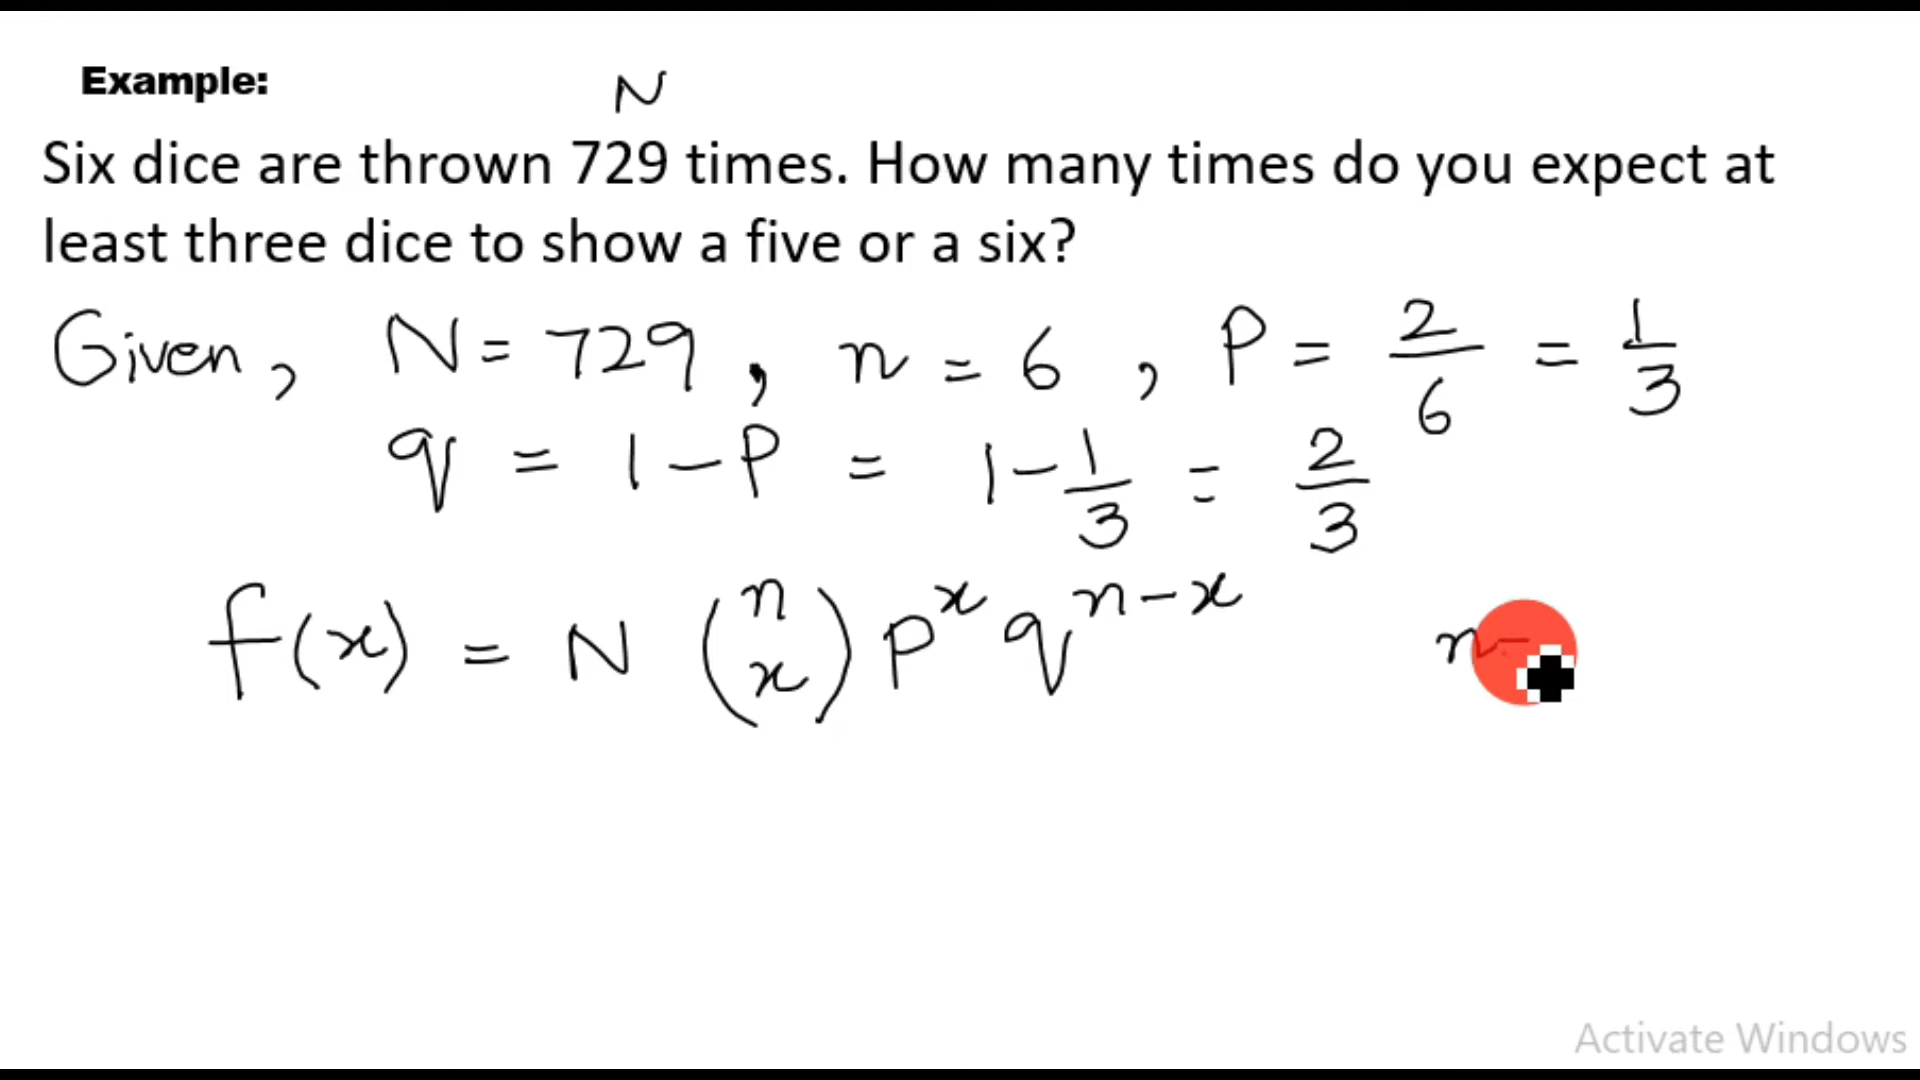 Example:
N
Six dice are thrown 729 times. How many times do you expect at
least three dice to show a five or a six?
Given, N = 729, n = 6, P = 2/6 = 1/3
q = 1 - P = 1 - 1/3 = 2/3
f(x) = N (n x) P^x q^(n-x)
Activate Windows